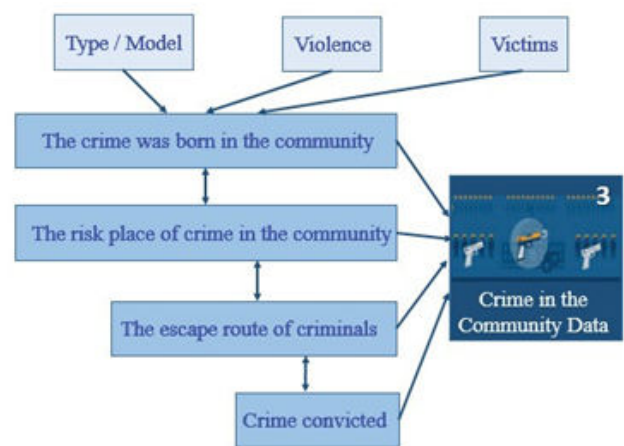 Type / Model
Violence
Victims
The crime was born in the community
The risk place of crime in the community
The escape route of criminals
Crime convicted
3
Crime in the
Community Data